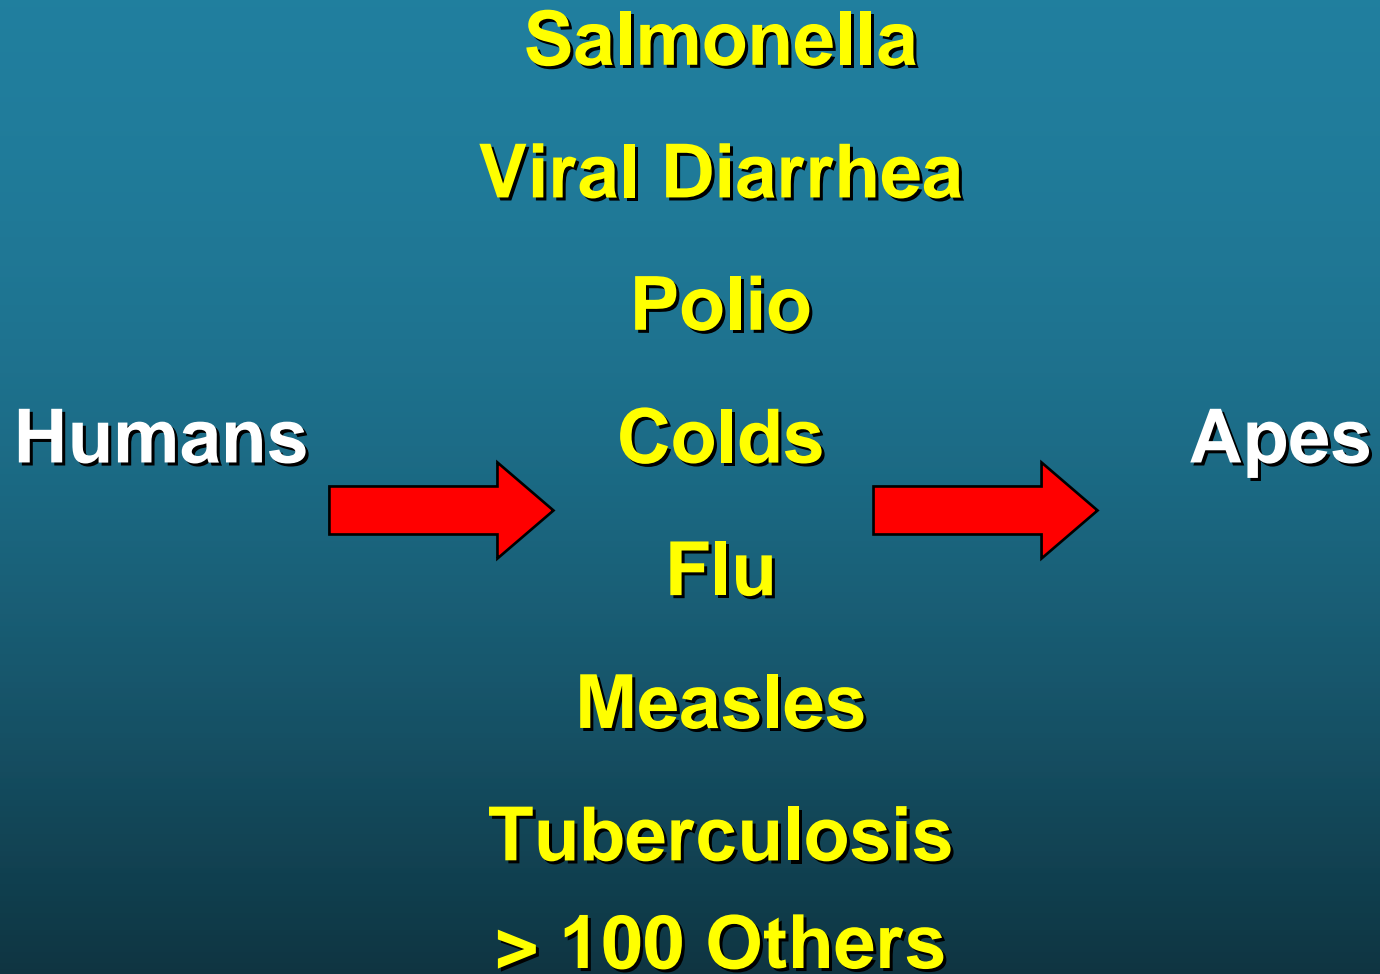 Salmonella
Viral Diarrhea
Polio
Humans
Colds
Apes
Flu
Measles
Tuberculosis
> 100 Others